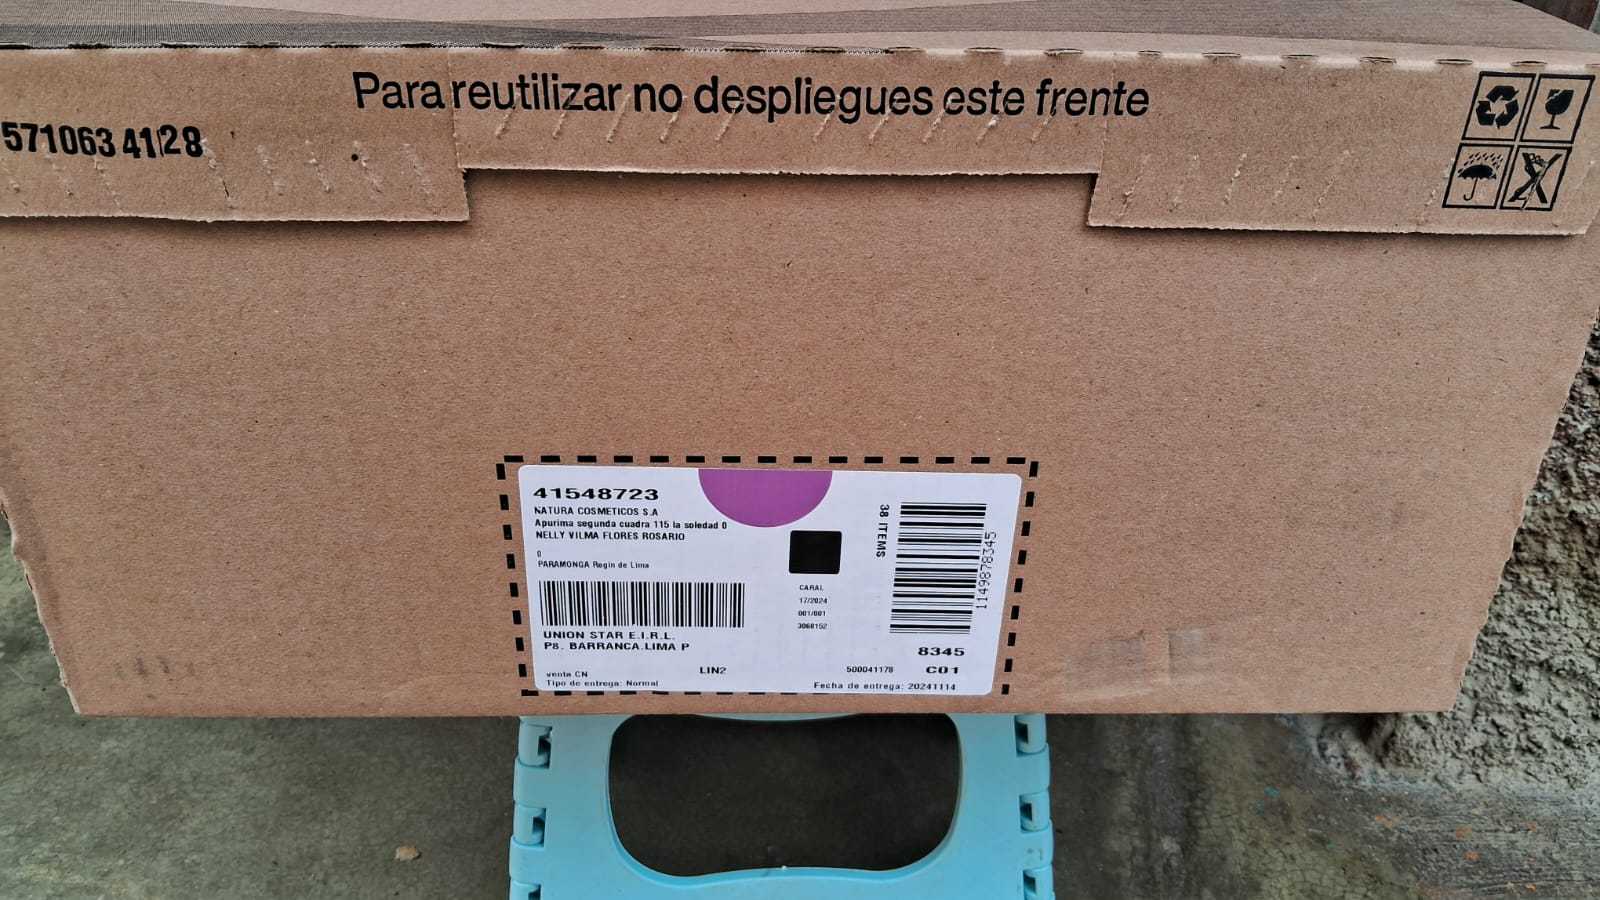 Para reutilizar no despliegues este frente
571063 41128
41548723
NATURA COSMETICOS S.A
Apurima segunda cuadra 115 la soledad 0
NELLY VILMA FLORES ROSARIO
0
PARAMONGA Regin de Lima
38 ITEMS
1149878345
CARAL
17/2024
001/001
3068152
UNION STAR E.I.R.L.
P8. BARRANCA.LIMA P
8345
venta CN
LIN2
500041178
C01
Tipo de entrega: Normal
Fecha de entrega: 20241114